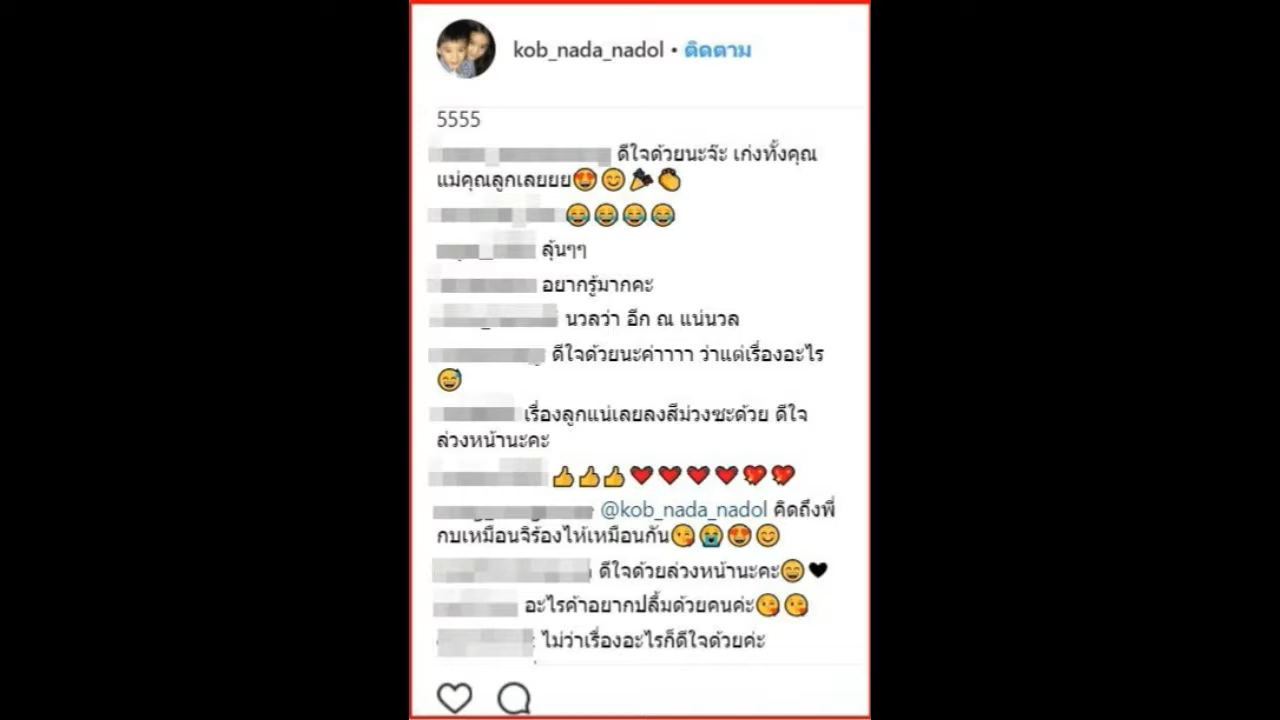 kob_nada_nadol • ติดตาม
5555
ดีใจด้วยนะจ๊ะ เก่งทั้งคุณ
แม่คุณลูกเลยยย😍😊🎉👏
😂😂😂😂
ลุ้นๆๆ
อยากรู้มากคะ
นวลว่า อีก ณ แน่นวล
ดีใจด้วยนะค่าาาา ว่าแต่เรื่องอะไร
😅
เรื่องลูกแน่เลยลงสีม่วงซะด้วย ดีใจ
ล่วงหน้านะคะ
👍👍👍❤❤❤❤💖💖
@kob_nada_nadol คิดถึงพี่
กบเหมือนจิร้องไห้เหมือนกัน😘😭😍😊
ดีใจด้วยล่วงหน้านะคะ😄🖤
อะไรค้าอยากปลื้มด้วยคนค่ะ😘😘
ไม่ว่าเรื่องอะไรก็ดีใจด้วยค่ะ